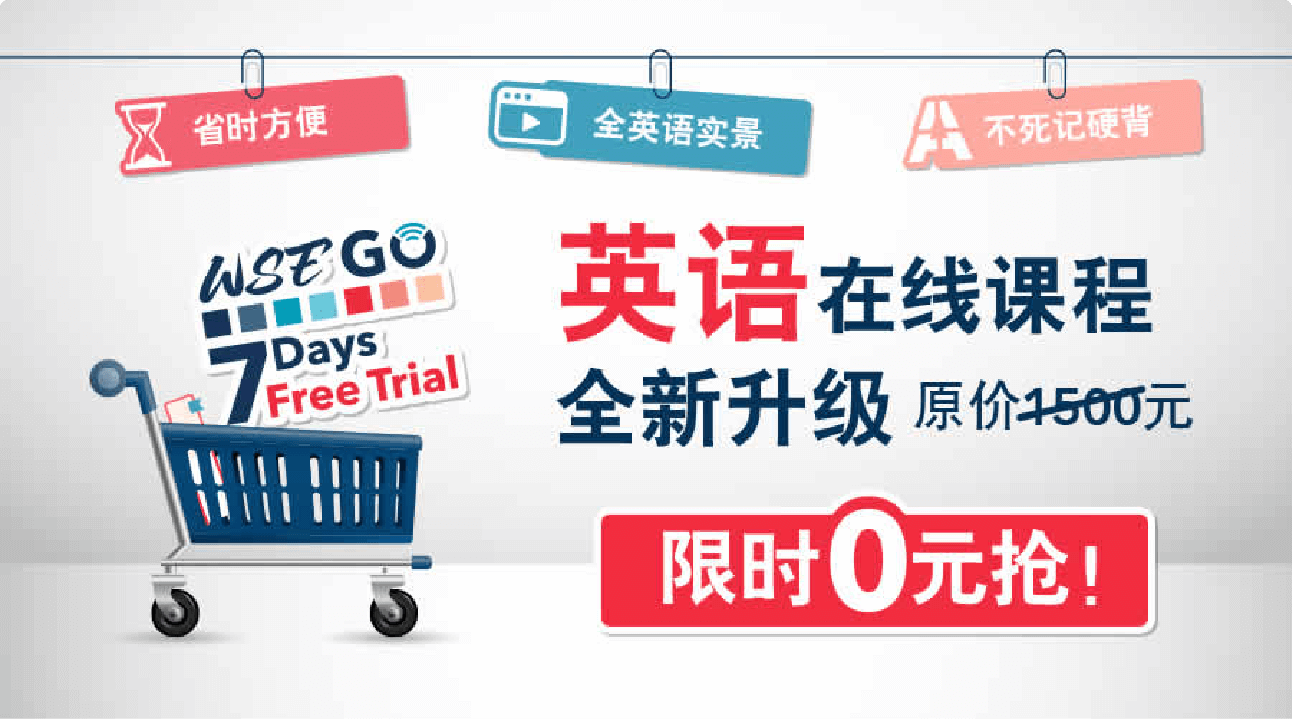 省时方便
全英语实景
不死记硬背
WSE GO
7 Days
Free Trial
英语在线课程
全新升级 原价1500元
限时0元抢!